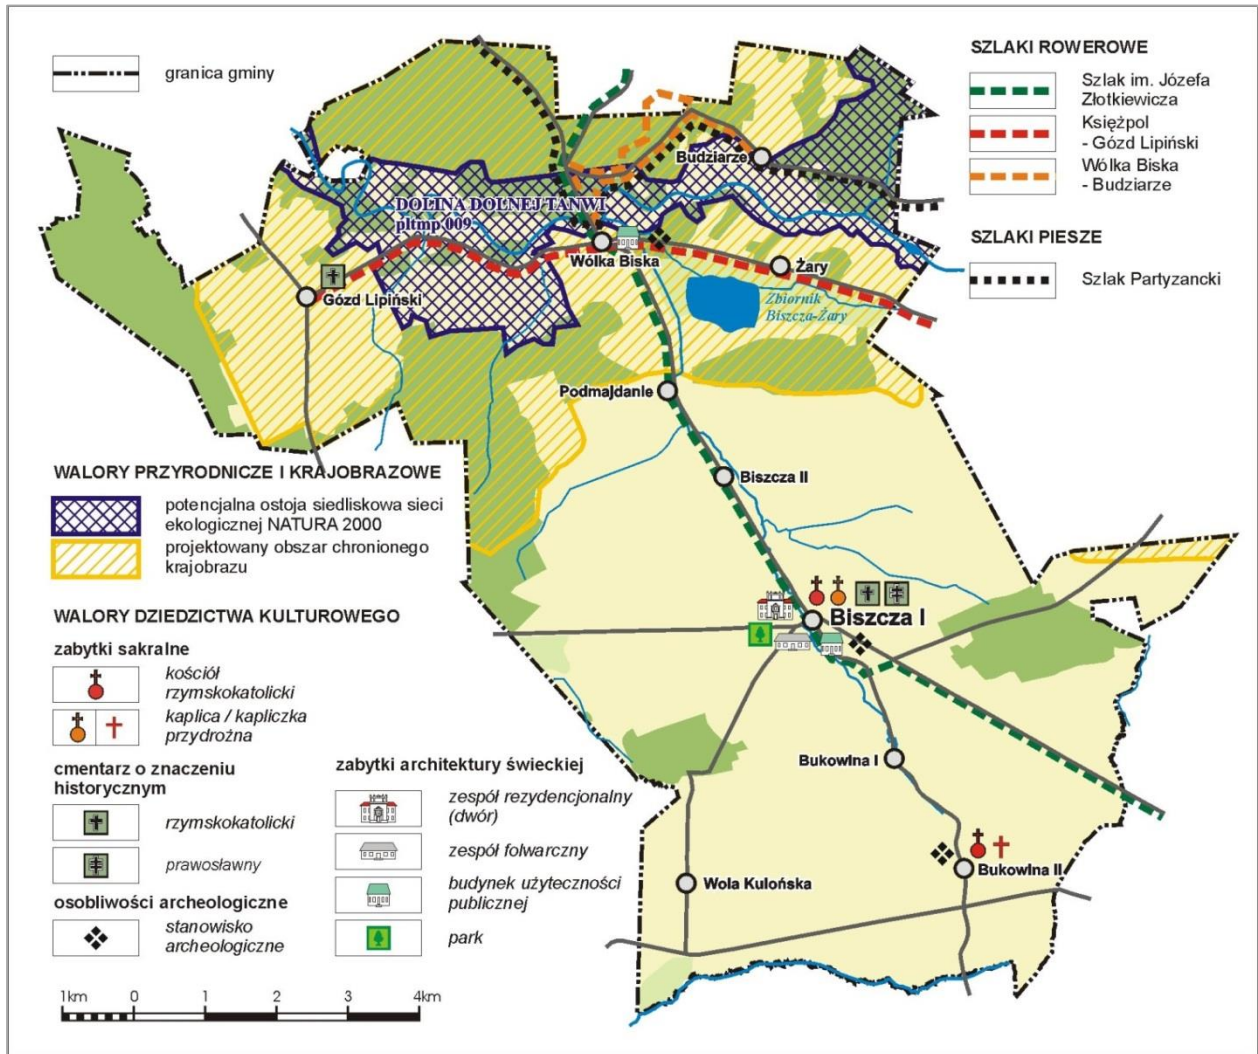 granica gminy
SZLAKI ROWEROWE
Szlak im. Józefa
Złotkiewicza
Księżpol
- Gózd Lipiński
Wólka Biska
- Budziarze
SZLAKI PIESZE
Szlak Partyzancki
Budziarze
DOLINA DOLNEJ TANWI
pltmp 009
Wólka Biska
Żary
Gózd Lipiński
Zbiornik
Biszcza-Żary
Podmajdanie
Biszcza II
Biszcza I
Bukowina I
Bukowina II
Wola Kulońska
WALORY PRZYRODNICZE I KRAJOBRAZOWE
potencjalna ostoja siedliskowa sieci
ekologicznej NATURA 2000
projektowany obszar chronionego
krajobrazu
WALORY DZIEDZICTWA KULTUROWEGO
zabytki sakralne
kościół
rzymskokatolicki
kaplica / kapliczka
przydrożna
cmentarz o znaczeniu
historycznym
rzymskokatolicki
prawosławny
osobliwości archeologiczne
stanowisko
archeologiczne
zabytki architektury świeckiej
zespół rezydencjonalny
(dwór)
zespół folwarczny
budynek użyteczności
publicznej
park
1km 0 1 2 3 4km